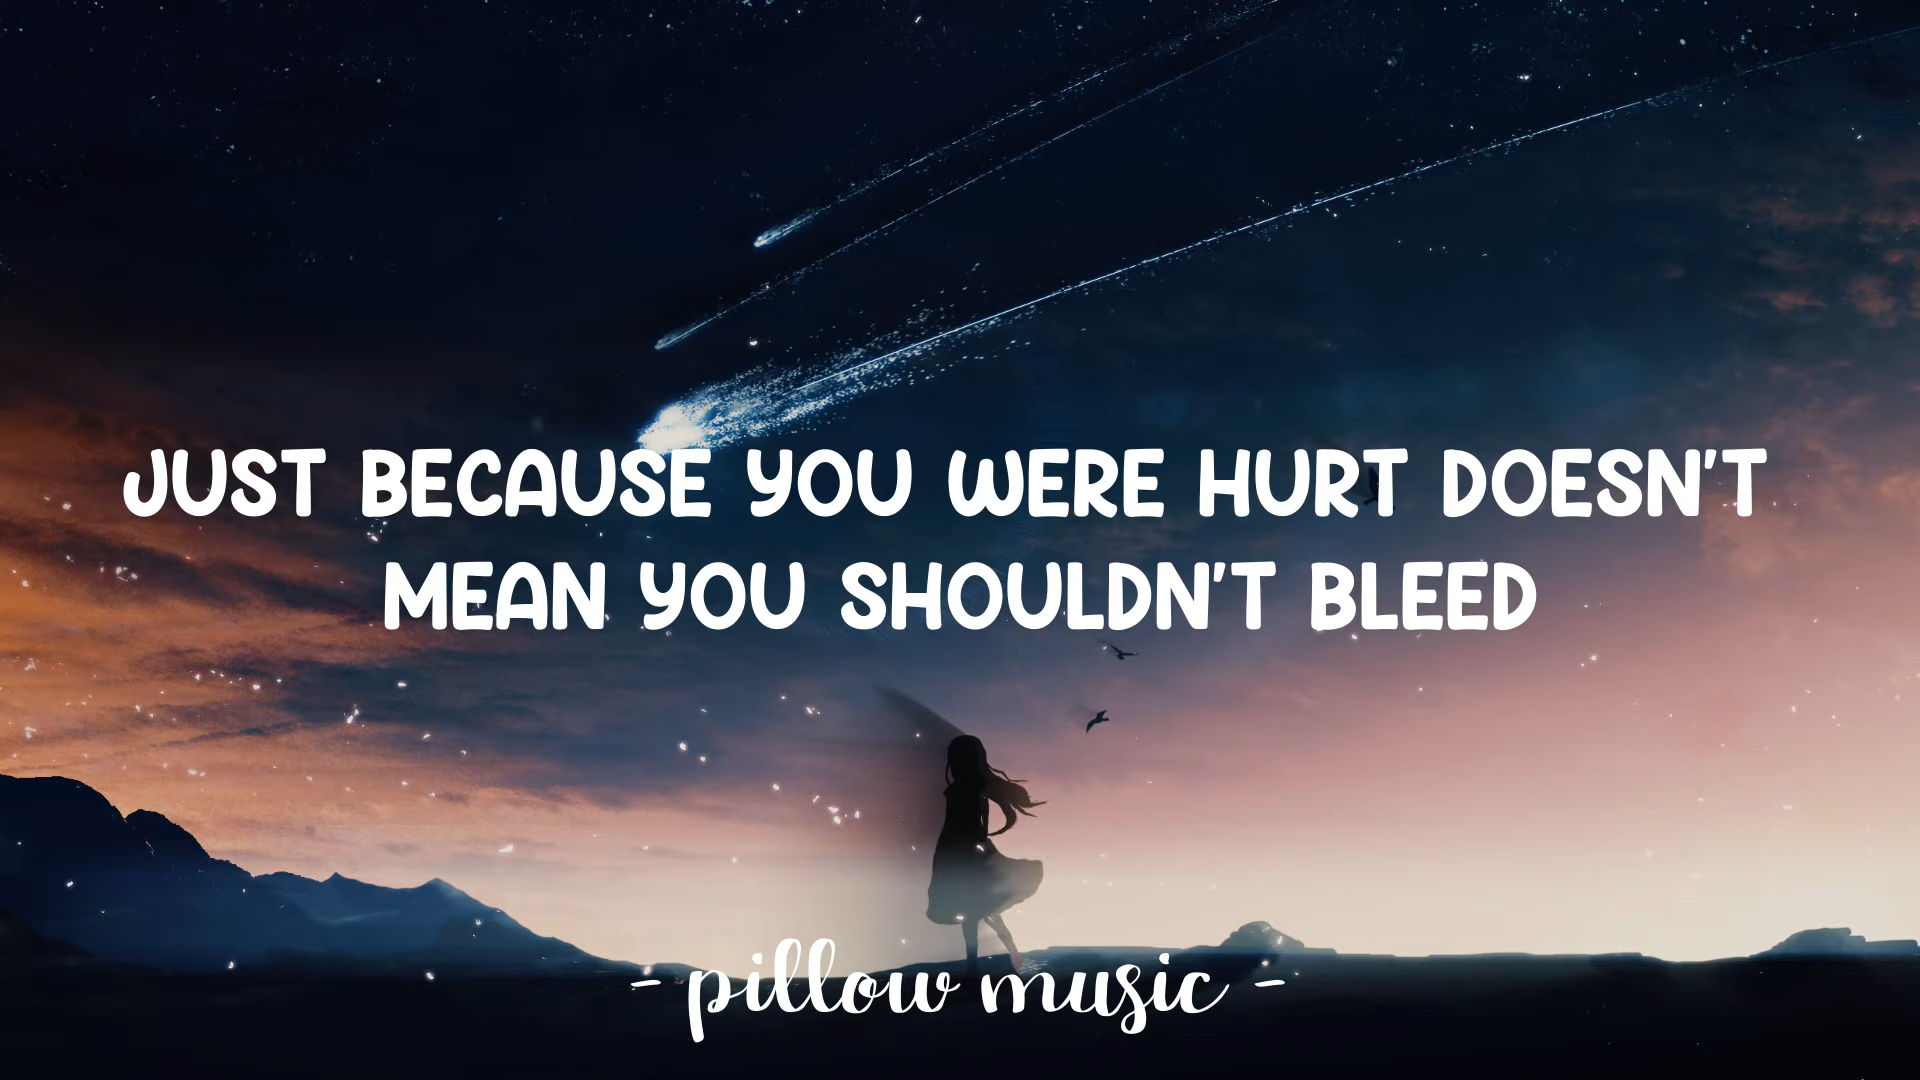 JUST BECAUSE YOU WERE HURT DOESN'T
MEAN YOU SHOULDN'T BLEED
- pillow music -